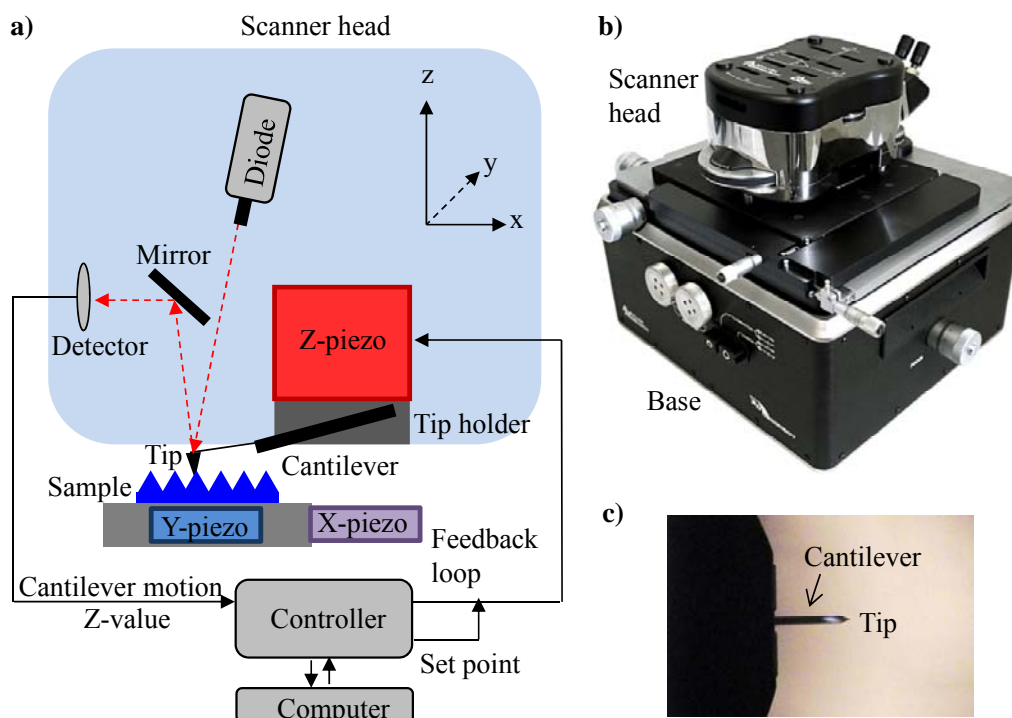 a)
Scanner head
z
y
x
Diode
Mirror
Detector
Z-piezo
Tip holder
Tip
Cantilever
Sample
Y-piezo
X-piezo
Feedback
loop
Cantilever motion
Z-value
Controller
Set point
Computer
b)
Scanner
head
Base
c)
Cantilever
Tip